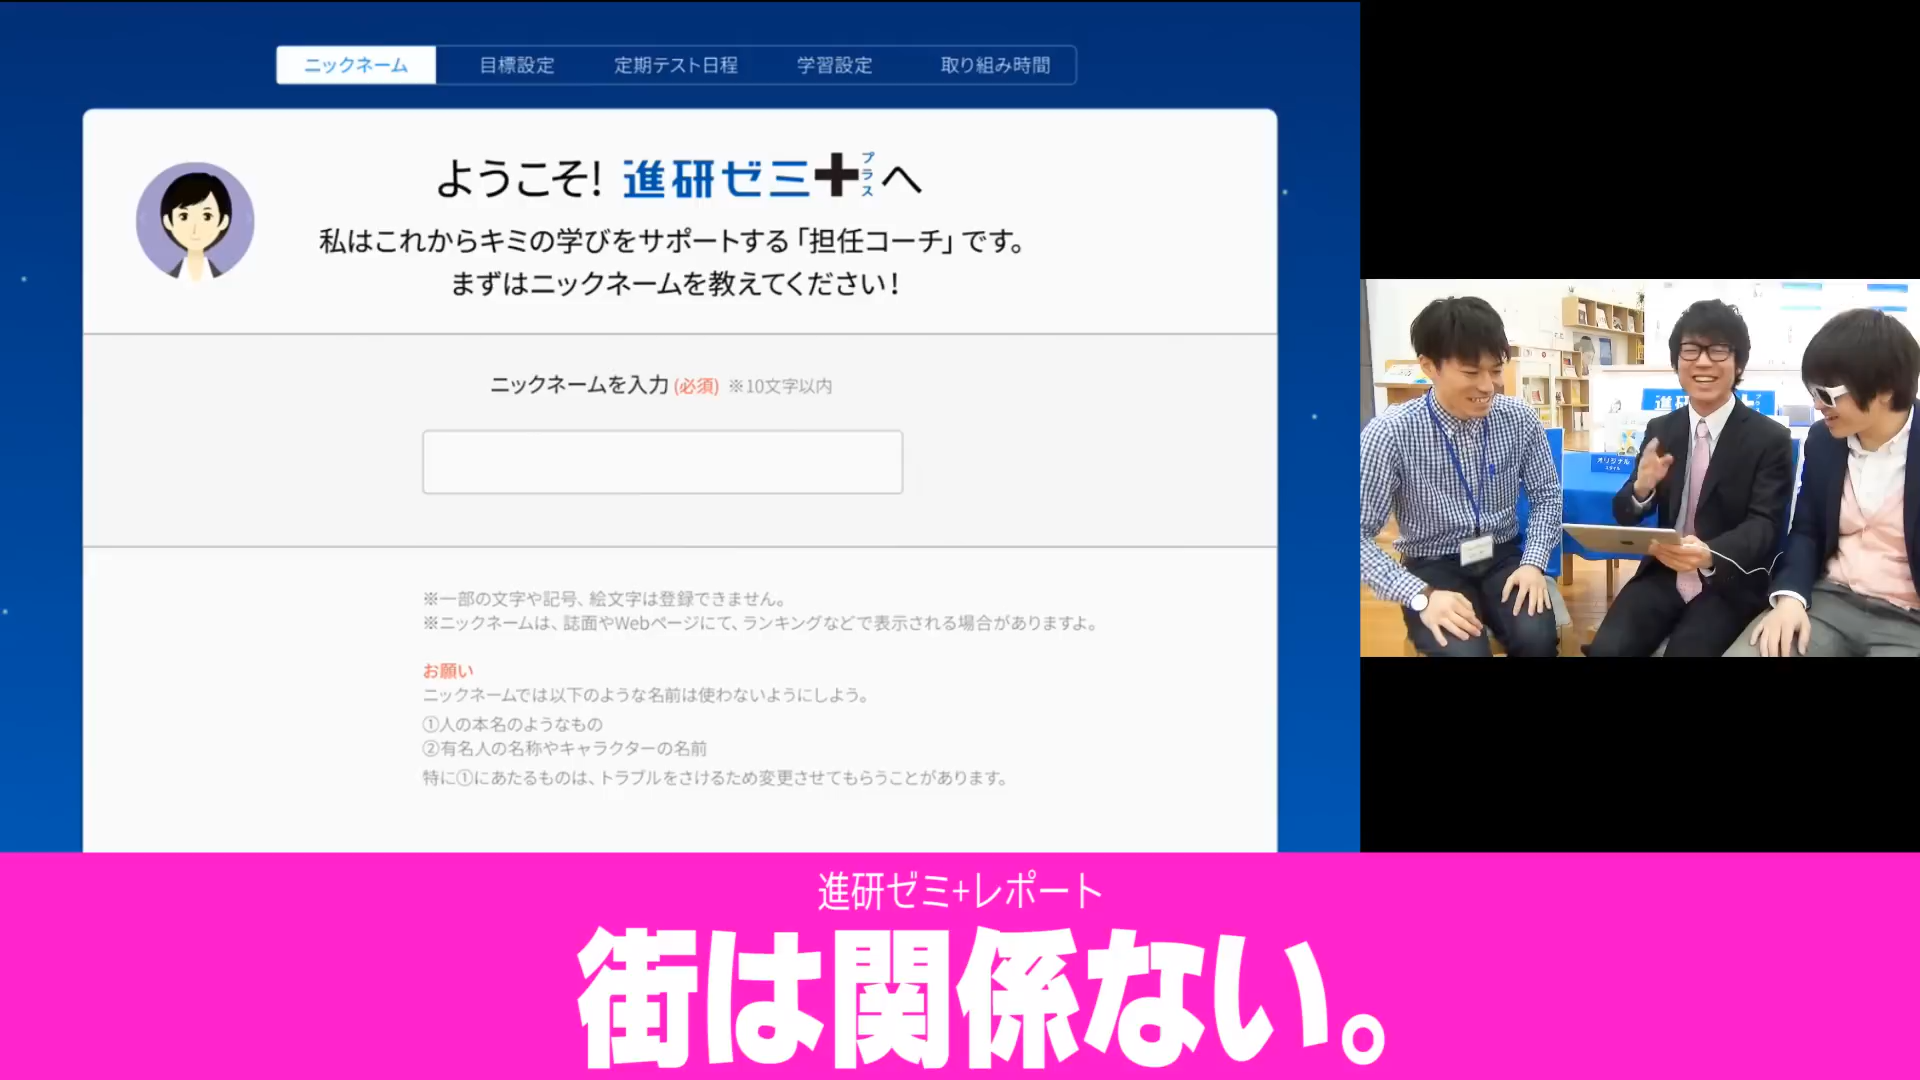 ニックネーム 目標設定 定期テスト日程 学習設定 取り組み時間
ようこそ! 進研ゼミ+プラスへ
私はこれからキミの学びをサポートする「担任コーチ」です。
まずはニックネームを教えてください!
ニックネームを入力(必須) ※10文字以内
※一部の文字や記号、絵文字は登録できません。
※ニックネームは、誌面やWebページにて、ランキングなどで表示される場合がありますよ。
お願い
ニックネームでは以下のような名前は使わないようにしよう。
①人の本名のようなもの
②有名人の名称やキャラクターの名前
特に①にあたるものは、トラブルをさけるため変更させてもらうことがあります。
進研
オリジナル
進研ゼミ+レポート
街は関係ない。